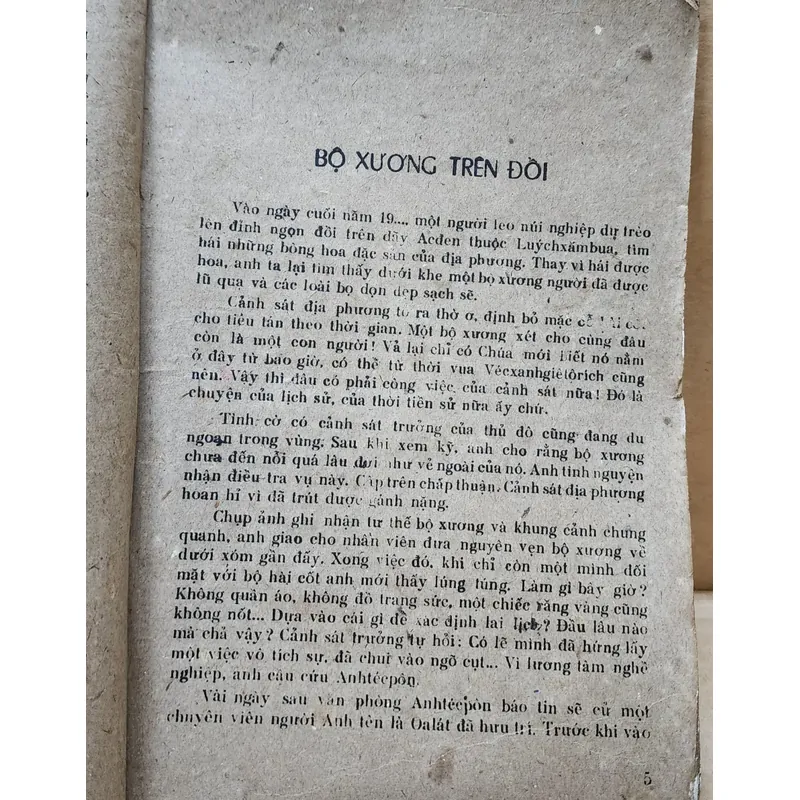 BỘ XƯƠNG TRÊN ĐỒI
Vào ngày cuối năm 19...., một người leo núi nghiệp dư trèo
lên đỉnh ngọn đồi trên dãy Acđen thuộc Luýchxămbua, tìm
hái những bông hoa đặc sản của địa phương. Thay vì hái được
hoa, anh ta lại tìm thấy dưới khe một bộ xương người đã được
lũ quạ và các loài bọ dọn dẹp sạch sẽ.
Cảnh sát địa phương tỏ ra thờ ơ, định bỏ mặc
cho tiêu tán theo thời gian. Một bộ xương xét cho cùng đâu
còn là một con người! Vả lại chỉ có Chúa mới biết nó nằm
ở đây từ bao giờ, có thể từ thời vua Vécxanhgiêtôrich cũng
nên. Vậy thì đâu có phải công việc của cảnh sát nữa! Đó là
chuyện của lịch sử, của thời tiền sử nữa ấy chứ.
Tình cờ có cảnh sát trưởng của thủ đô cũng đang du
ngoạn trong vùng. Sau khi xem kỹ, anh cho rằng bộ xương
chưa đến nỗi quá lâu đời như vẻ ngoài của nó. Anh tình nguyện
nhận điều tra vụ này. Cấp trên chấp thuận. Cảnh sát địa phương
hoan hỉ vì đã trút được gánh nặng.
Chụp ảnh ghi nhận tư thế bộ xương và khung cảnh chung
quanh, anh giao cho nhân viên đưa nguyên vẹn bộ xương về
dưới xóm gần đấy. Xong việc đó, khi chỉ còn một mình đối
mặt với bộ hài cốt anh mới thấy lúng túng. Làm gì bây giờ?
Không quần áo, không đồ trang sức, một chiếc răng vàng cũng
không nốt... Dựa vào cái gì để xác định lai lịch? Đầu lâu nào
mà chả vậy? Cảnh sát trưởng tự hỏi: Có lẽ mình đã hứng lấy
một việc vô tích sự, đã chui vào ngõ cụt... Vì lương tâm nghề
nghiệp, anh cầu cứu Anhtécpôn.
Vài ngày sau văn phòng Anhtécpôn báo tin sẽ cử một
chuyên viên người Anh tên là Oalát đã hưu trí. Trước khi vào
5